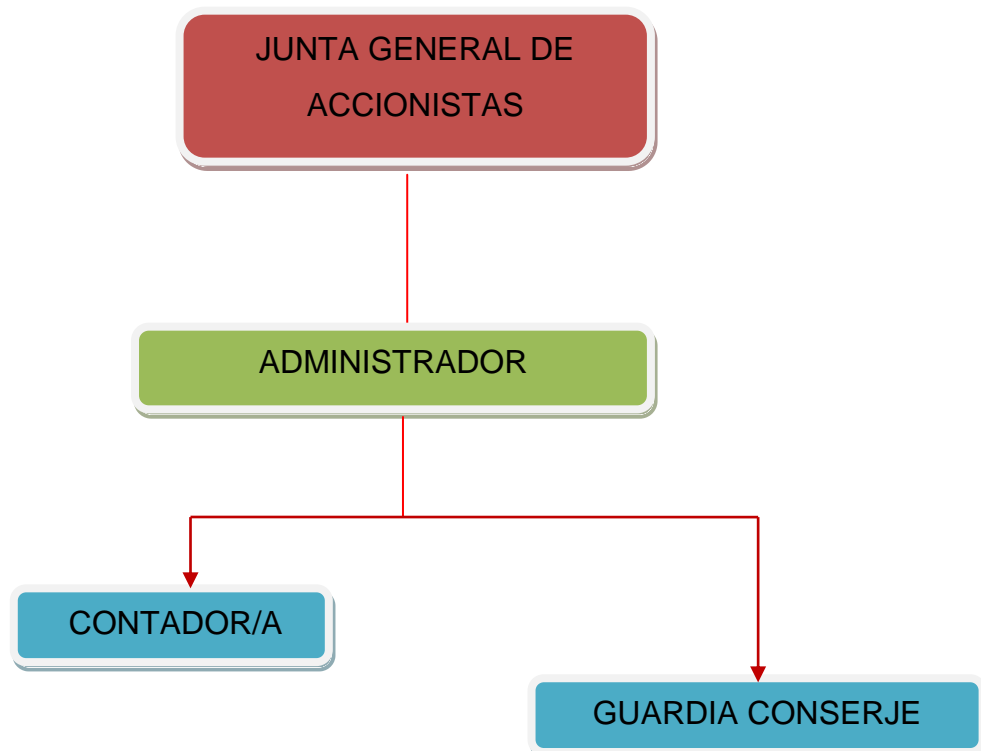 JUNTA GENERAL DE
ACCIONISTAS
ADMINISTRADOR
CONTADOR/A
GUARDIA CONSERJE